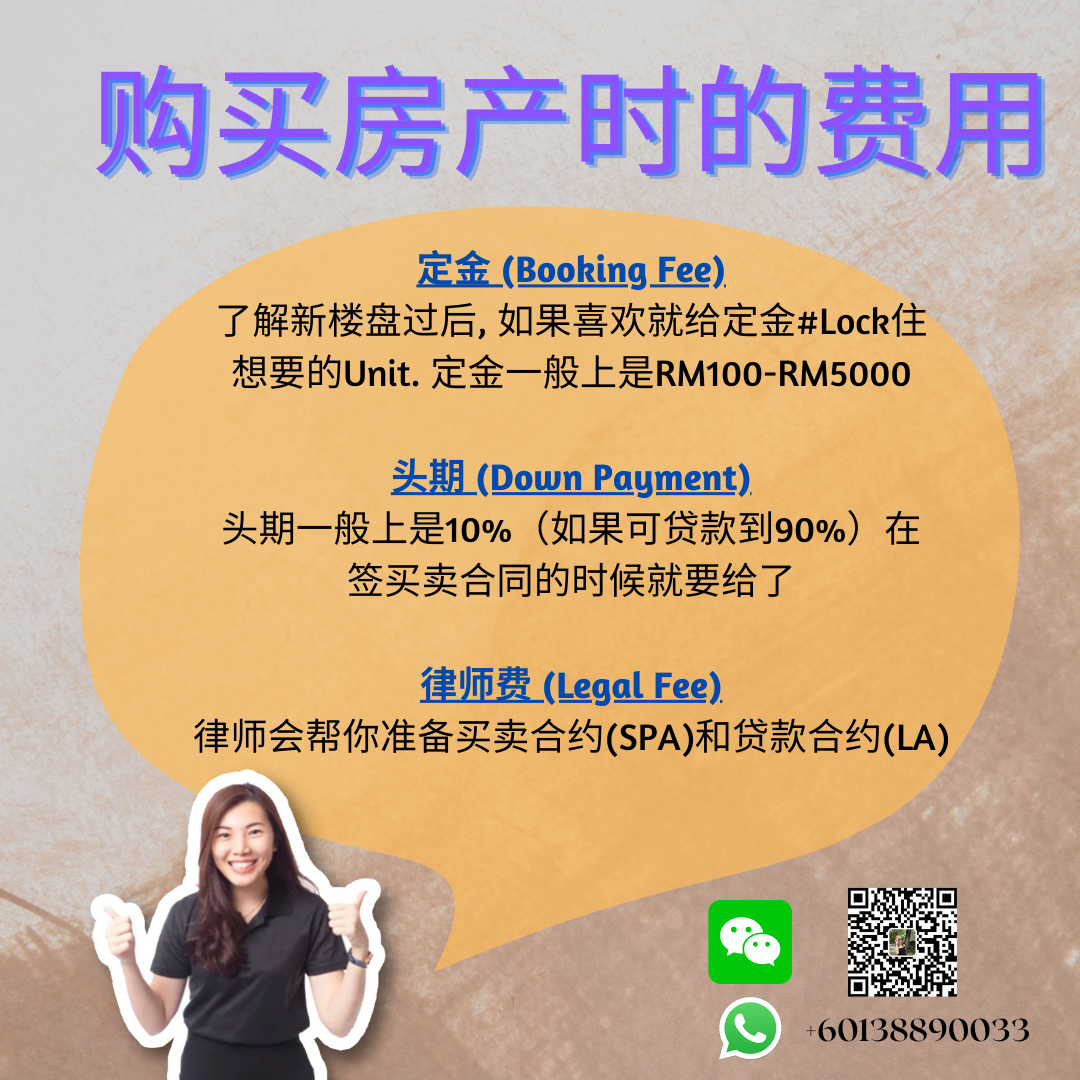 购买房产时的费用
定金 (Booking Fee)
了解新楼盘过后, 如果喜欢就给定金#Lock住
想要的Unit. 定金一般上是RM100-RM5000
头期 (Down Payment)
头期一般上是10%（如果可贷款到90%）在
签买卖合同的时候就要给了
律师费 (Legal Fee)
律师会帮你准备买卖合约(SPA)和贷款合约(LA)
+60138890033